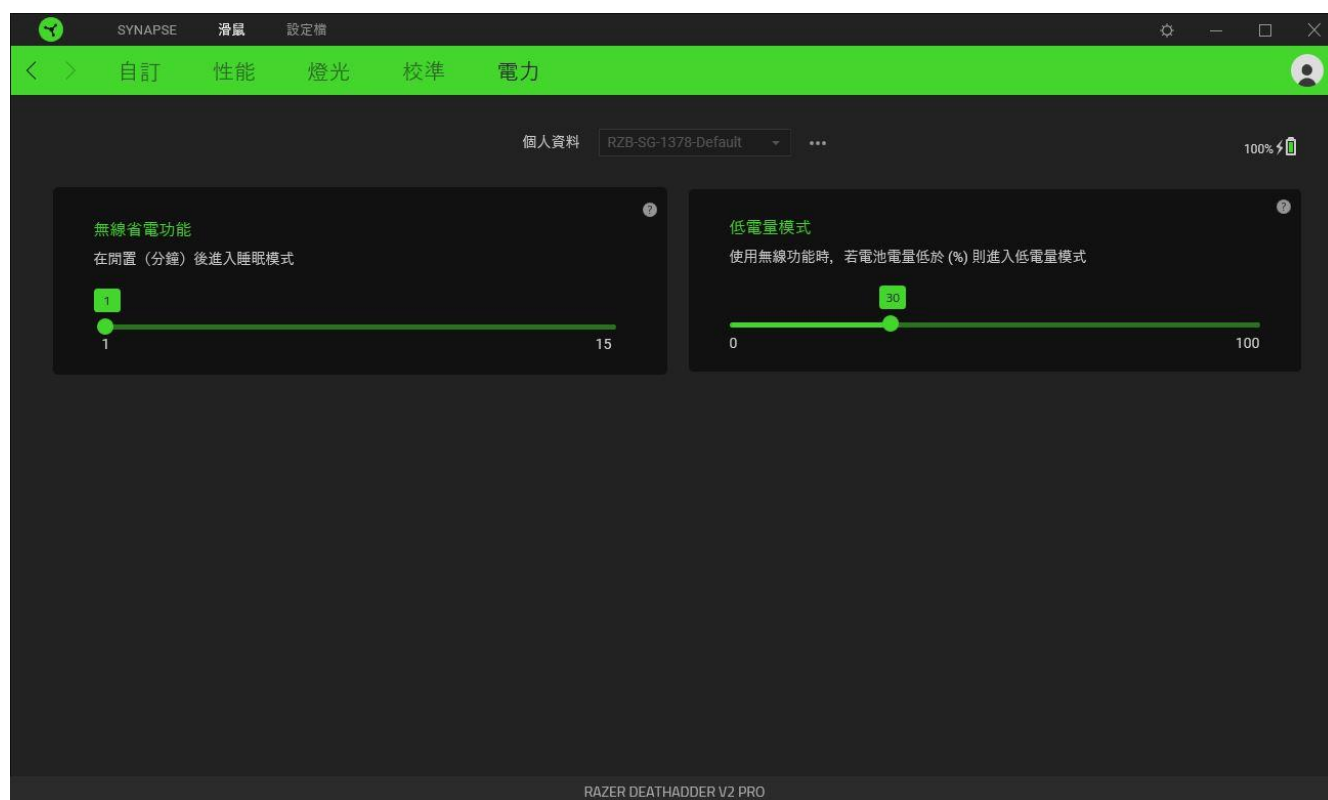 SYNAPSE 滑鼠 設定檔
自訂 性能 燈光 校準 電力
個人資料 RZB-SG-1378-Default
100%
無線省電功能
在閒置（分鐘）後進入睡眠模式
1
1 15
低電量模式
使用無線功能時，若電池電量低於 (%) 則進入低電量模式
30
0 100
RAZER DEATHADDER V2 PRO